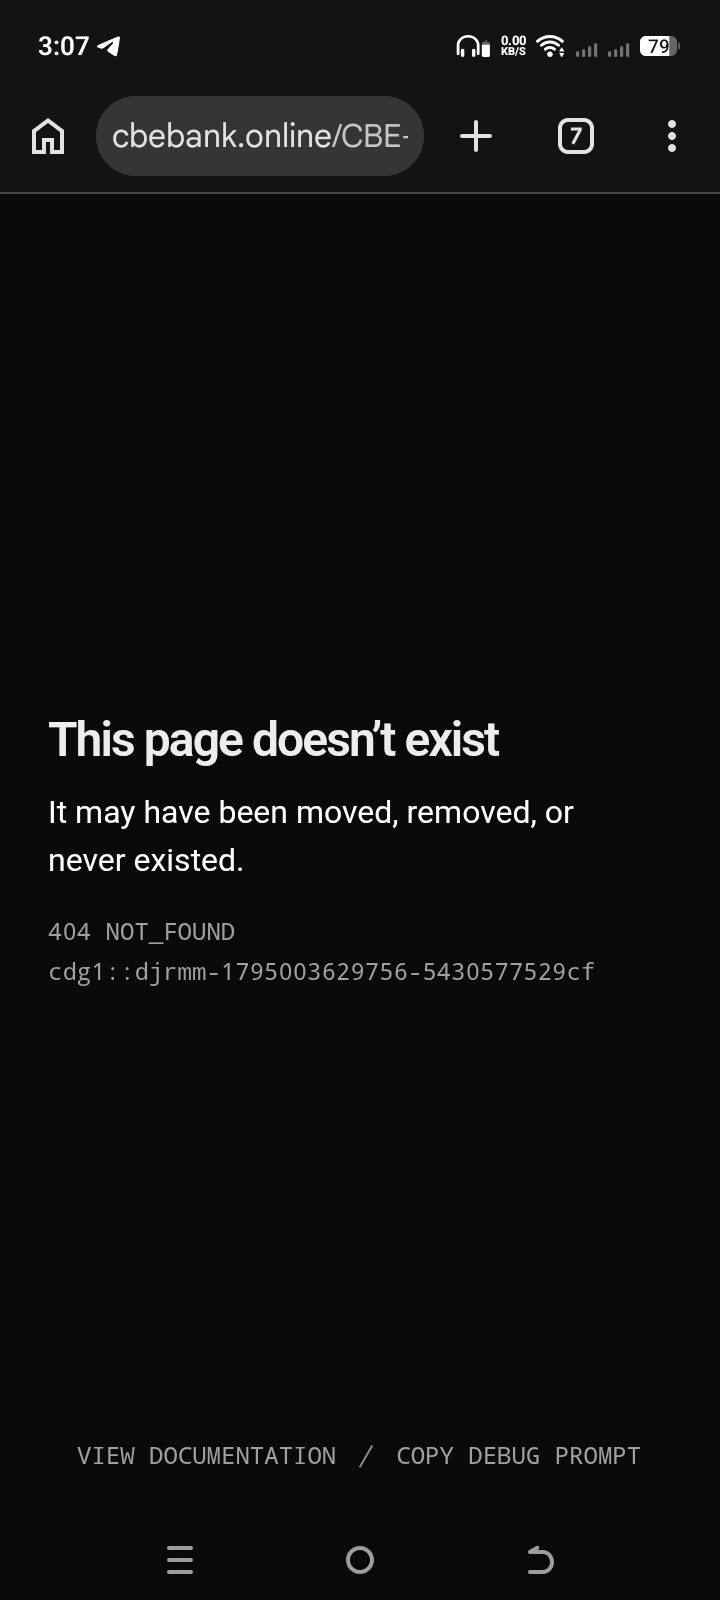 3:07
0.00
KB/S
79
cbebank.online/CBE-
7
This page doesn’t exist
It may have been moved, removed, or
never existed.
404 NOT_FOUND
cdg1::djrmm-1795003629756-5430577529cf
VIEW DOCUMENTATION / COPY DEBUG PROMPT